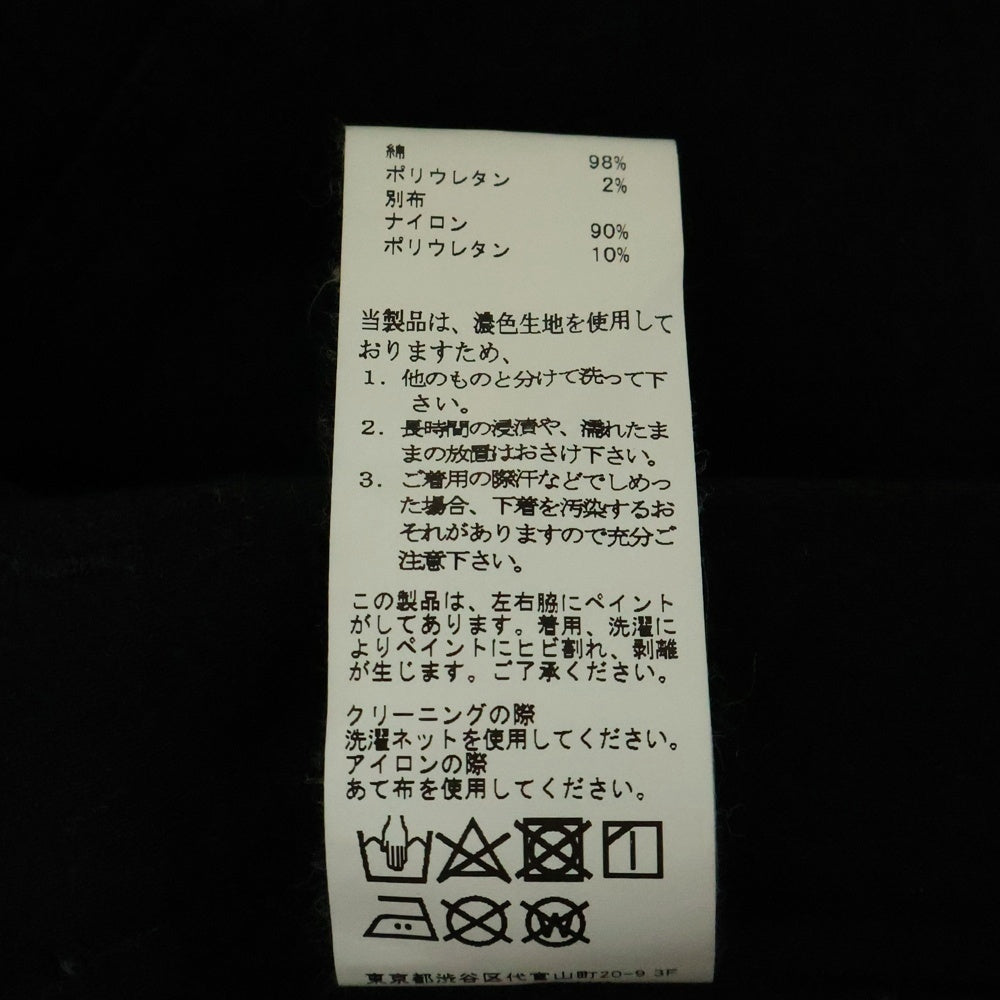 綿 98%
ポリウレタン 2%
別布
ナイロン 90%
ポリウレタン 10%
当製品は、濃色生地を使用して
おりますため、
1. 他のものと分けて洗って下
さい。
2. 長時間の浸漬や、濡れたま
まの放置はおさけ下さい。
3. ご着用の際汗などでしめっ
た場合、下着を汚染するお
それがありますので充分ご
注意下さい。
この製品は、左右脇にペイント
がしてあります。着用、洗濯に
よりペイントにヒビ割れ、剥離
が生じます。ご了承ください。
クリーニングの際
洗濯ネットを使用してください。
アイロンの際
あて布を使用してください。
W
東京都渋谷区代官山町20-9 3F